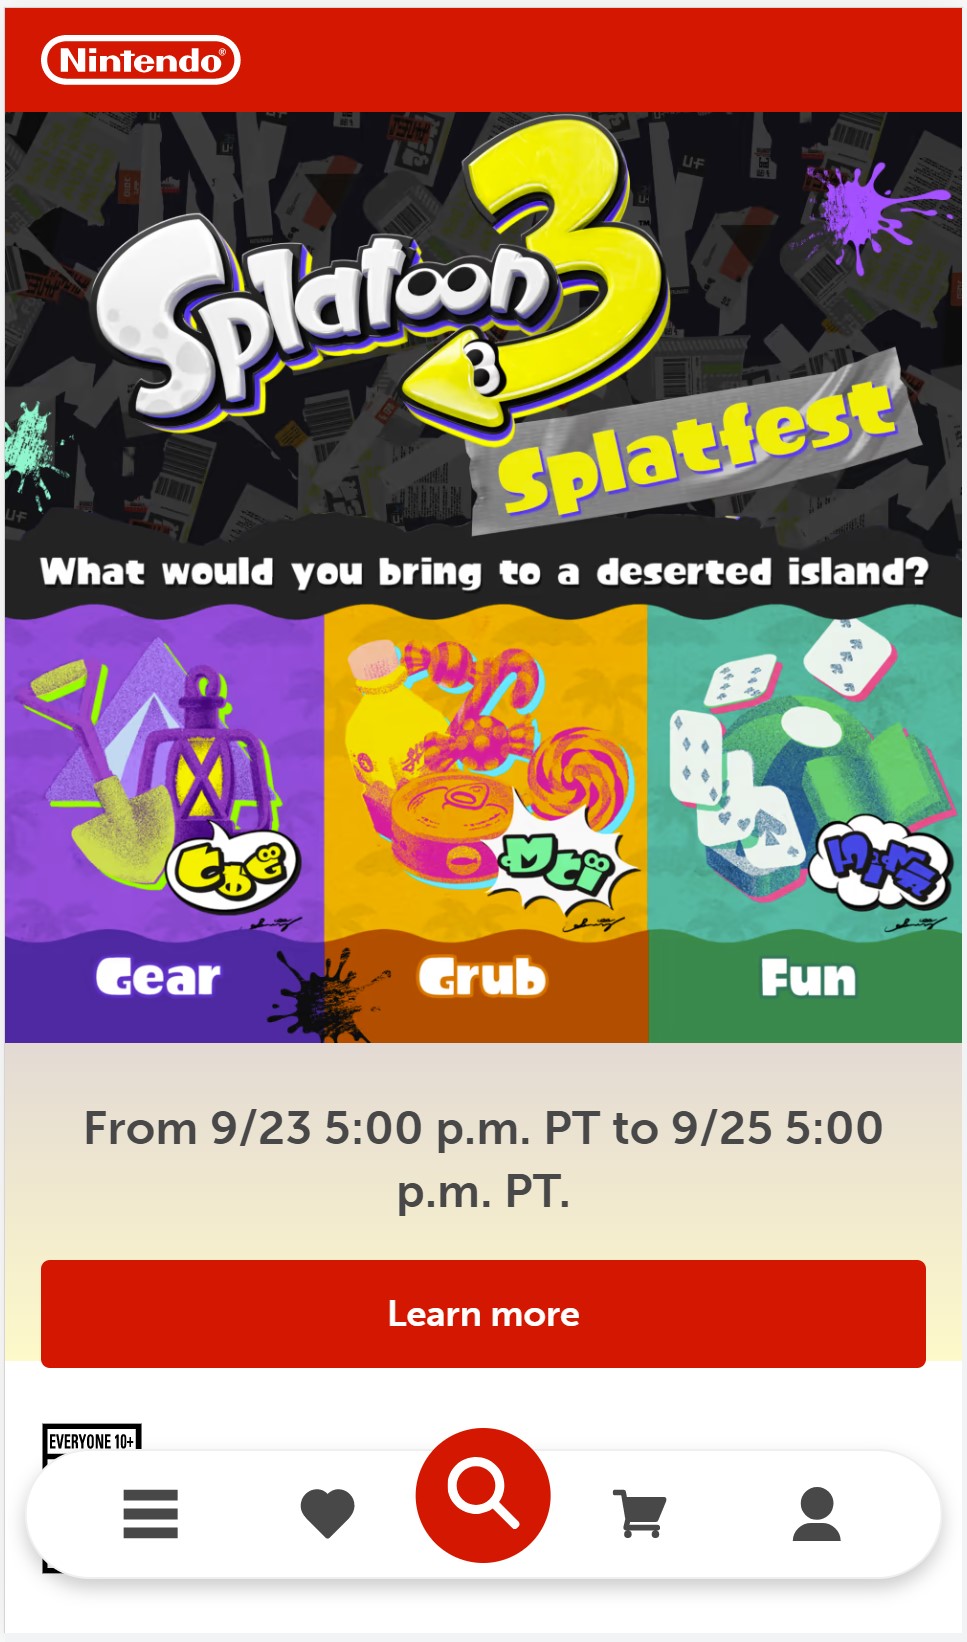 Nintendo®
Splatoon 3
Splatfest
What would you bring to a deserted island?
Gear
Grub
Fun
From 9/23 5:00 p.m. PT to 9/25 5:00
p.m. PT.
Learn more
EVERYONE 10+